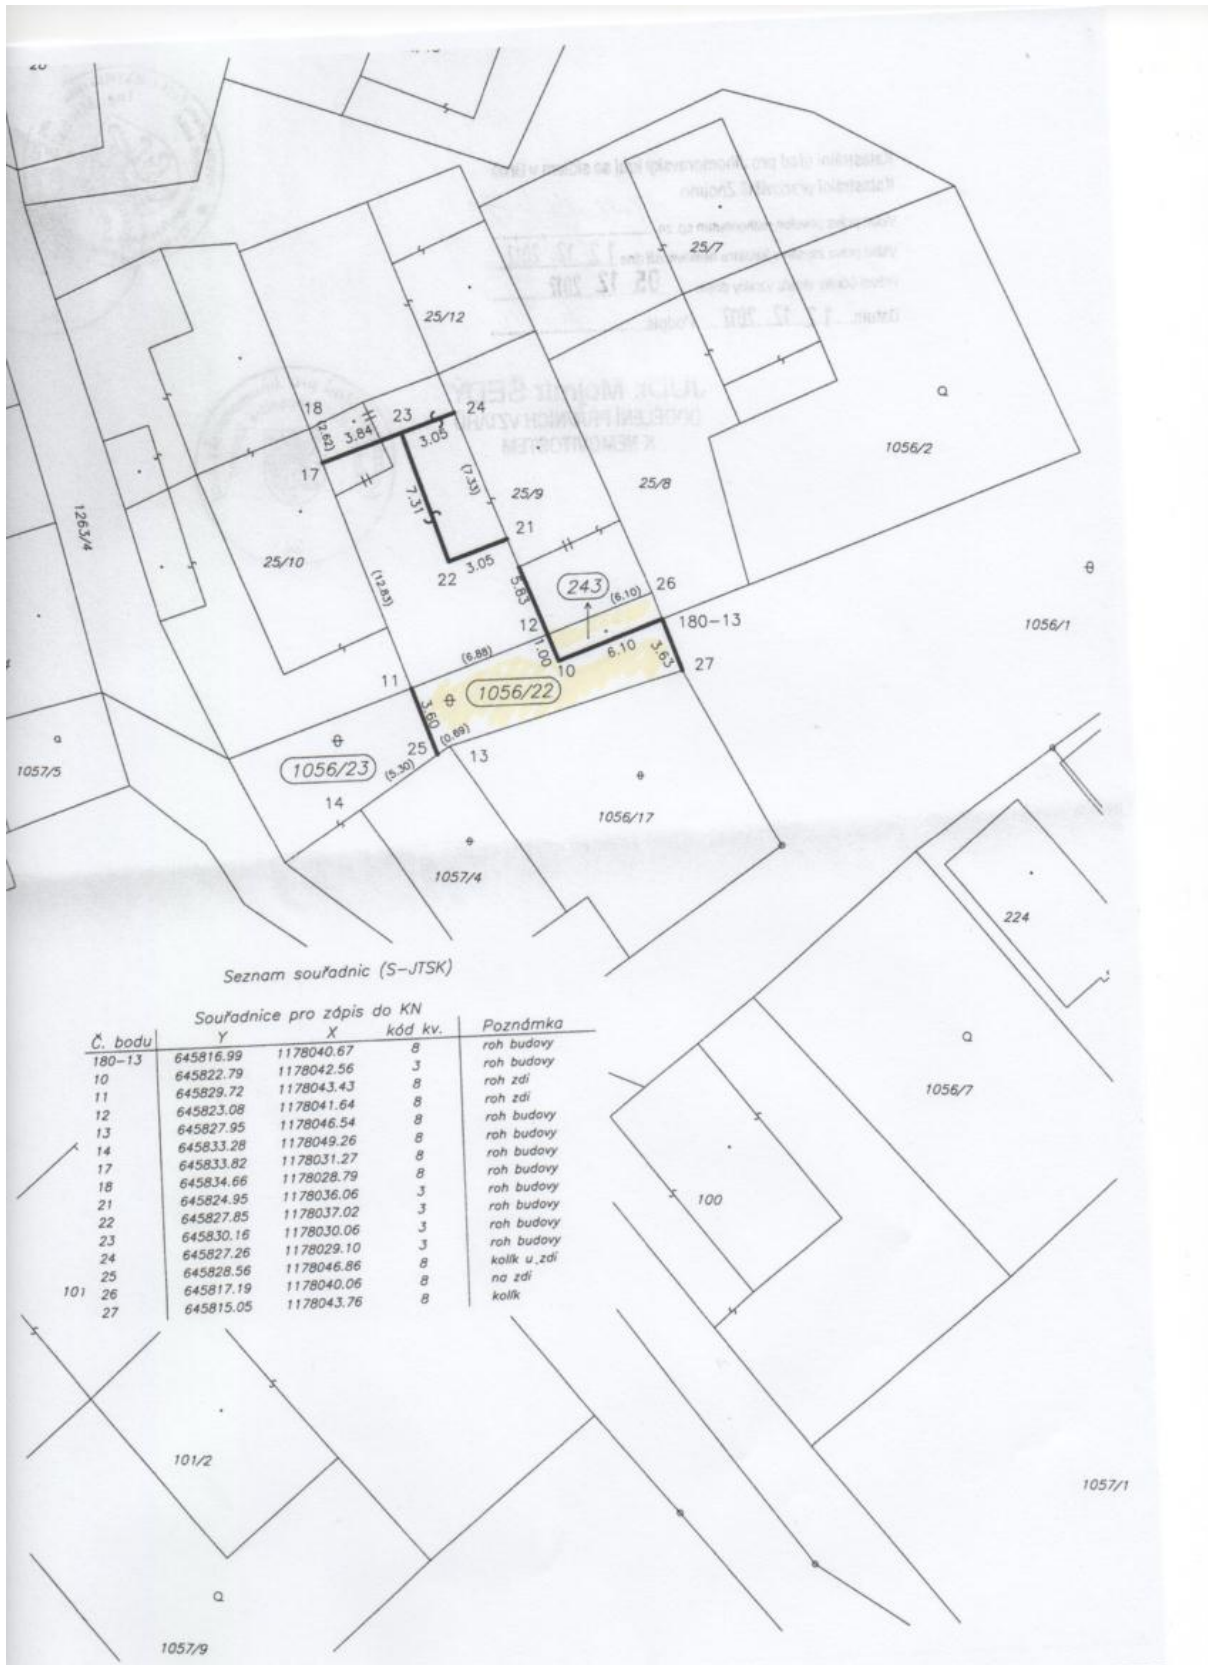 25/7
25/12
18
23
24
(2.62)
3.84
3.05
17
1056/2
7.31
(7.33)
25/9
25/8
1263/4
21
25/10
22
3.05
5.83
243
(6.10)
26
(12.83)
12
180-13
1056/1
(6.88)
1.00
10
6.10
3.63
27
11
1056/22
3.60
(0.69)
25
13
1057/5
1056/23
(5.30)
14
1056/17
1057/4
224
Seznam souřadnic (S-JTSK)
Souřadnice pro zápis do KN
Č. bodu Y X kód kv. Poznámka
180-13 645816.99 1178040.67 8 roh budovy
10 645822.79 1178042.56 3 roh budovy
11 645829.72 1178043.43 8 roh zdi
12 645823.08 1178041.64 8 roh zdi
13 645827.95 1178046.54 8 roh budovy
14 645833.28 1178049.26 8 roh budovy
17 645833.82 1178031.27 8 roh budovy
18 645834.66 1178028.79 8 roh budovy
21 645824.95 1178036.06 3 roh budovy
22 645827.85 1178037.02 3 roh budovy
23 645830.16 1178030.06 3 roh budovy
24 645827.26 1178029.10 3 roh budovy
25 645828.56 1178046.86 8 kolík u zdi
26 645817.19 1178040.06 8 na zdi
27 645815.05 1178043.76 8 kolík
1056/7
100
101
101/2
1057/1
1057/9